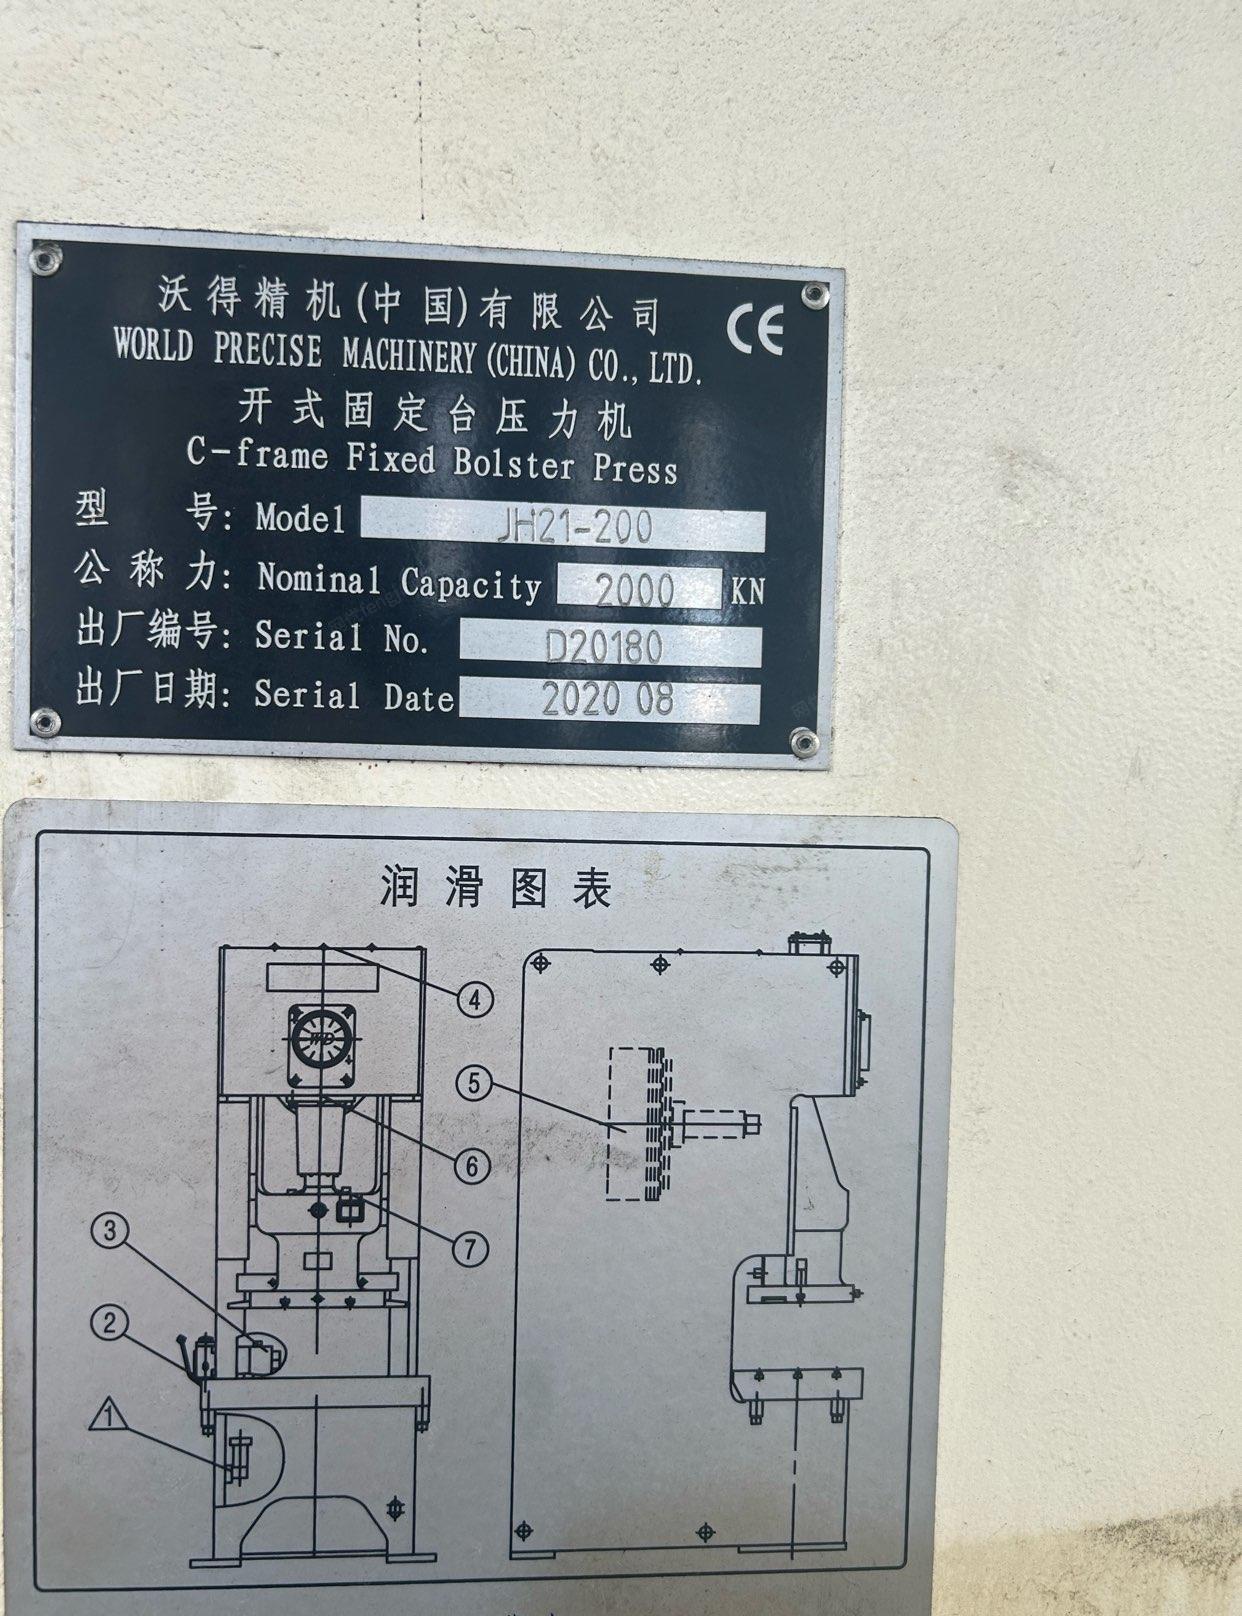 沃得精机(中国)有限公司
CE
WORLD PRECISE MACHINERY (CHINA) CO., LTD.
开式固定台压力机
C-frame Fixed Bolster Press
型 号: Model JH21-200
公称力: Nominal Capacity 2000 KN
出厂编号: Serial No. D20180
出厂日期: Serial Date 2020 08
润滑图表
4
5
6
3
7
2
1